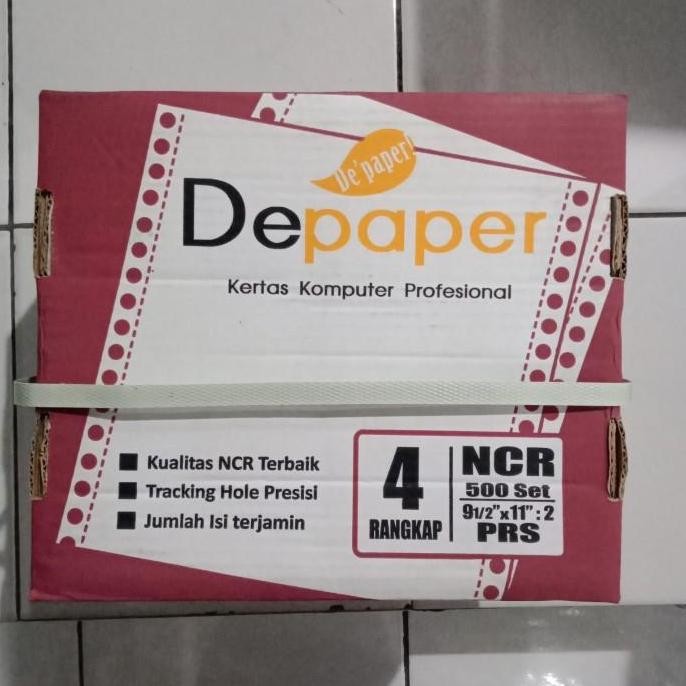 De'paper!
Depaper
Kertas Komputer Profesional
Kualitas NCR Terbaik
Tracking Hole Presisi
Jumlah Isi terjamin
4
RANGKAP
NCR
500 Set
9 1/2"x11" : 2
PRS